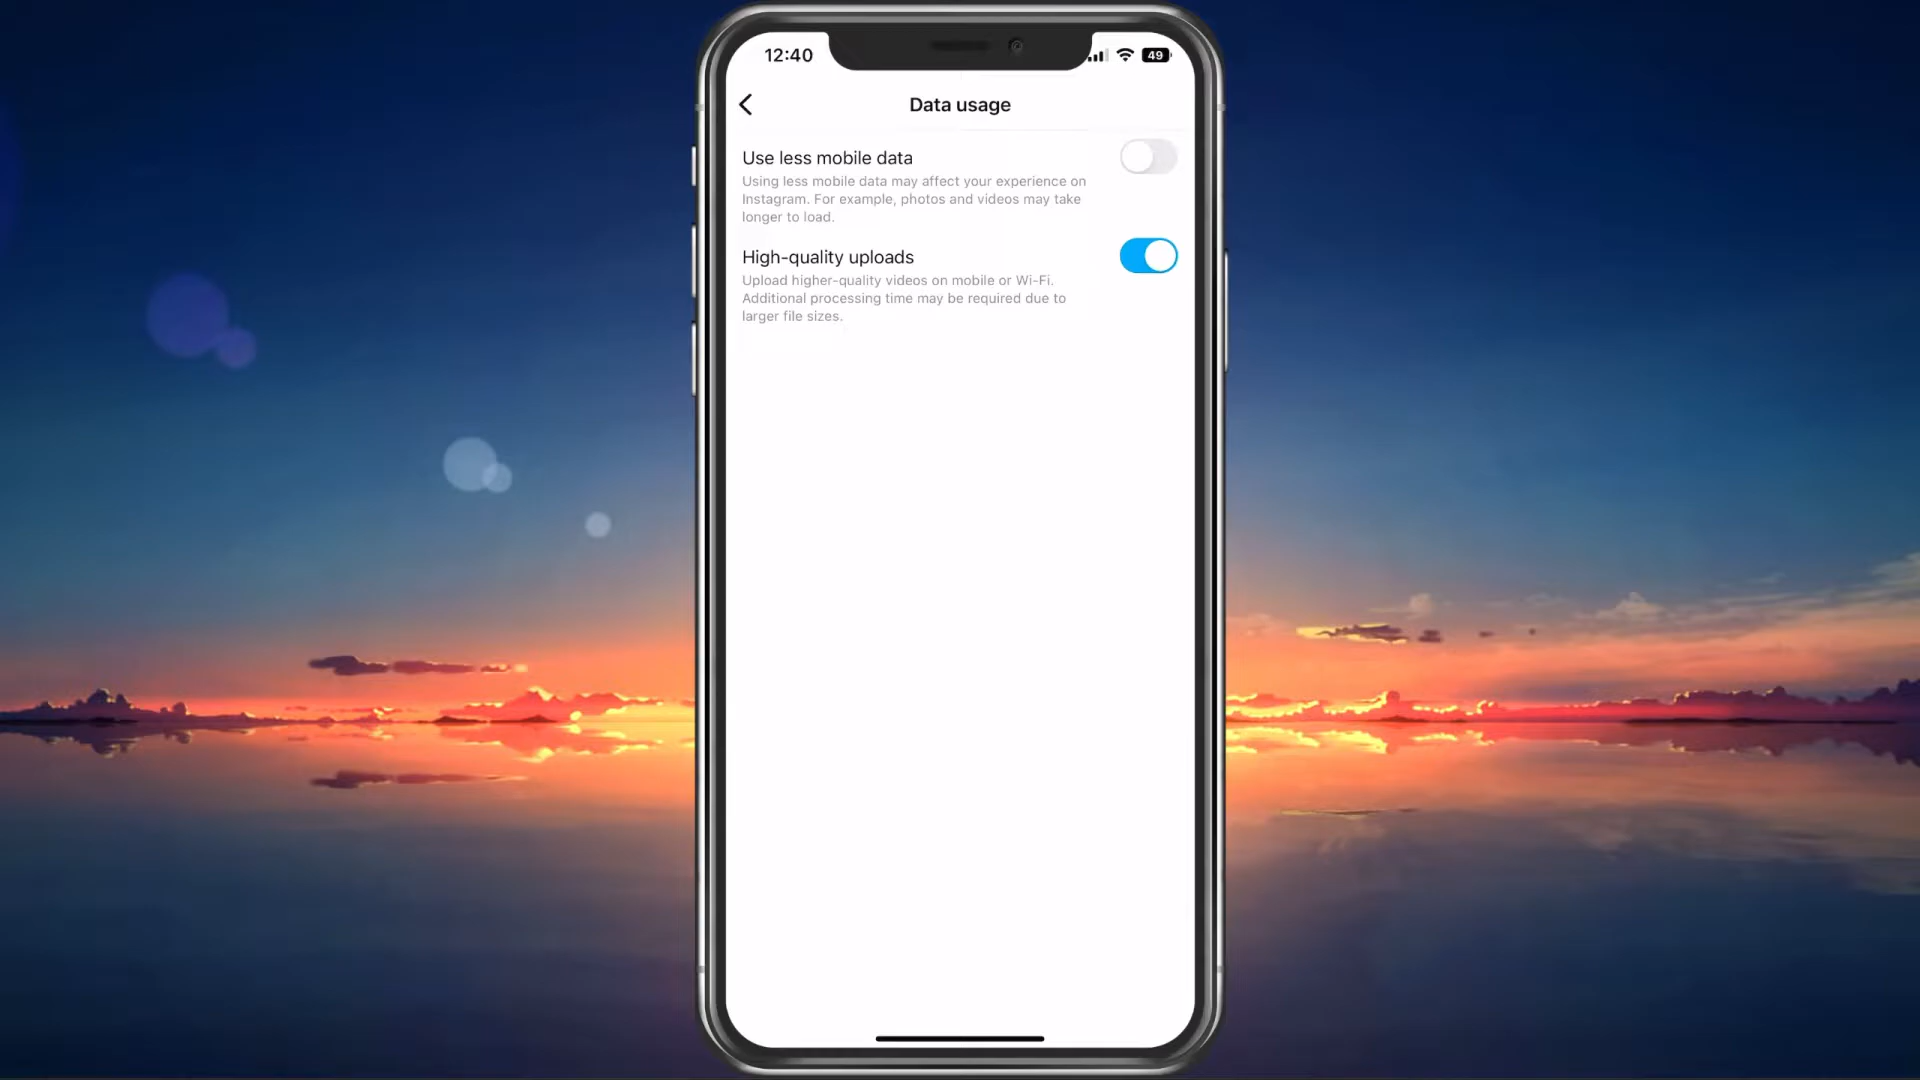 12:40
49
Data usage
Use less mobile data
Using less mobile data may affect your experience on
Instagram. For example, photos and videos may take
longer to load.
High-quality uploads
Upload higher-quality videos on mobile or Wi-Fi.
Additional processing time may be required due to
larger file sizes.